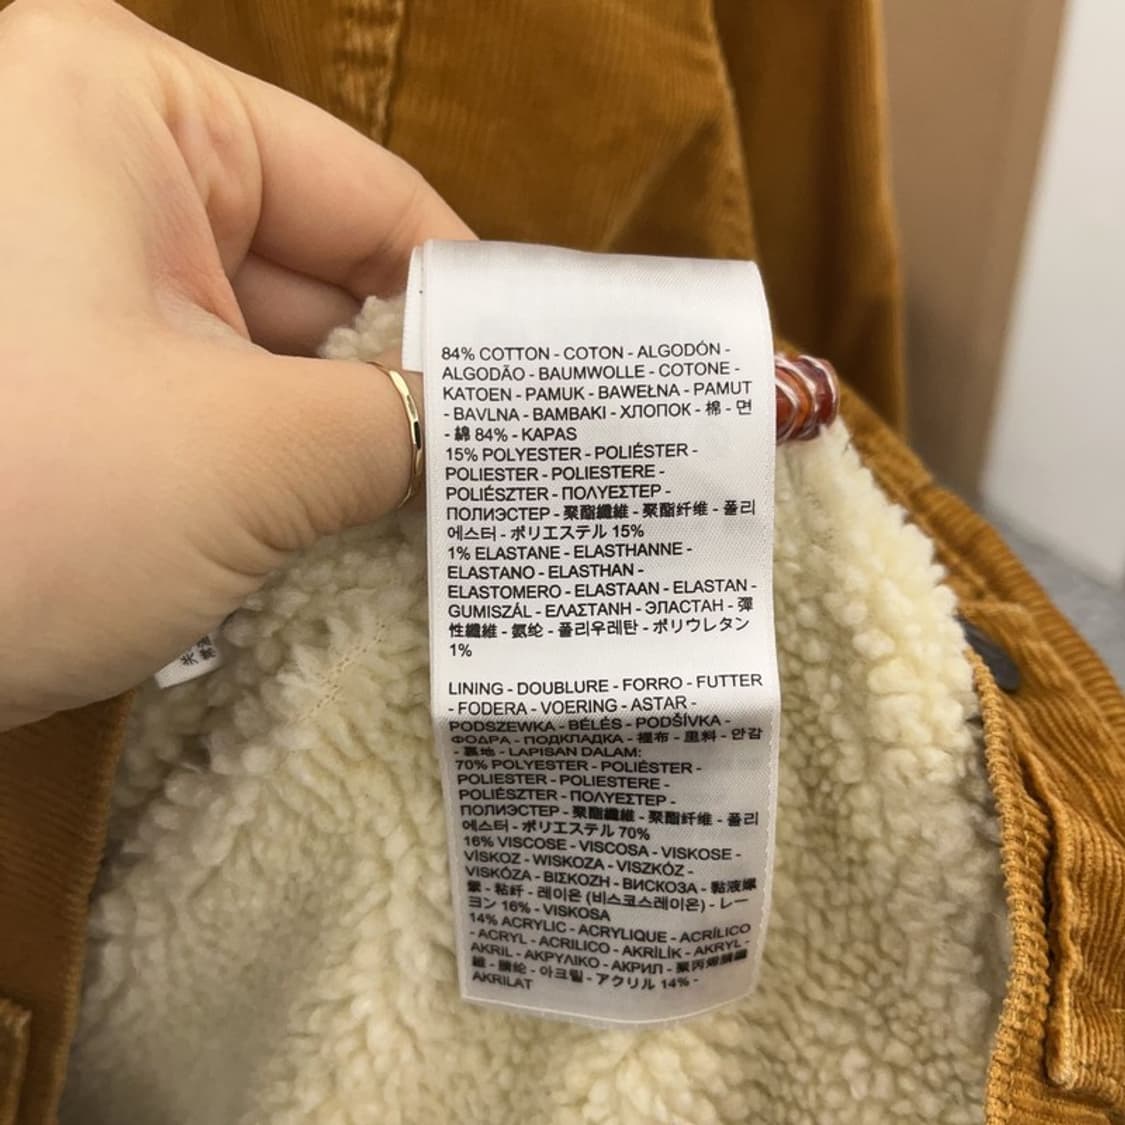 84% COTTON - COTON - ALGODÓN -
ALGODÃO - BAUMWOLLE - COTONE -
KATOEN - PAMUK - BAWEŁNA - PAMUT
- BAVLNA - BAMBAKI - ХЛОПОК - 棉 - 면
- 綿 84% - KAPAS
15% POLYESTER - POLIÉSTER -
POLIESTER - POLIESTERE -
POLIÉSZTER - ΠΟΛΥΕΣΤΕΡ -
ПОЛИЭСТЕР - 聚酯纖維 - 聚酯纤维 - 폴리
에스터 - ポリエステル 15%
1% ELASTANE - ELASTHANNE -
ELASTANO - ELASTHAN -
ELASTOMERO - ELASTAAN - ELASTAN -
GUMISZÁL - ΕΛΑΣΤΑΝΗ - ЭЛАСТАН - 彈
性纖維 - 氨纶 - 폴리우레탄 - ポリウレタン
1%
LINING - DOUBLURE - FORRO - FUTTER
- FODERA - VOERING - ASTAR -
PODSZEWKA - BÉLÉS - PODŠÍVKA -
ΦΟΔΡΑ - ПОДКЛАДКА - 裡布 - 里料 - 안감
- 裏地 - LAPISAN DALAM:
70% POLYESTER - POLIÉSTER -
POLIESTER - POLIESTERE -
POLIÉSZTER - ΠΟΛΥΕΣΤΕΡ -
ПОЛИЭСТЕР - 聚酯纖維 - 聚酯纤维 - 폴리
에스터 - ポリエステル 70%
16% VISCOSE - VISCOSA - VISKOSE -
VİSKOZ - WISKOZA - VISZKÓZ -
VISKÓZA - ΒΙΣΚΟΖΗ - ВИСКОЗА - 黏液嫘
縈 - 粘纤 - 레이온 (비스코스레이온) - レー
ヨン 16% - VISKOSA
14% ACRYLIC - ACRYLIQUE - ACRÍLICO
- ACRYL - ACRILICO - AKRİLİK - AKRYL -
AKRIL - ΑΚΡΥΛΙΚΟ - АКРИЛ - 聚丙烯腈纖
維 - 腈纶 - 아크릴 - アクリル 14% -
AKRILAT